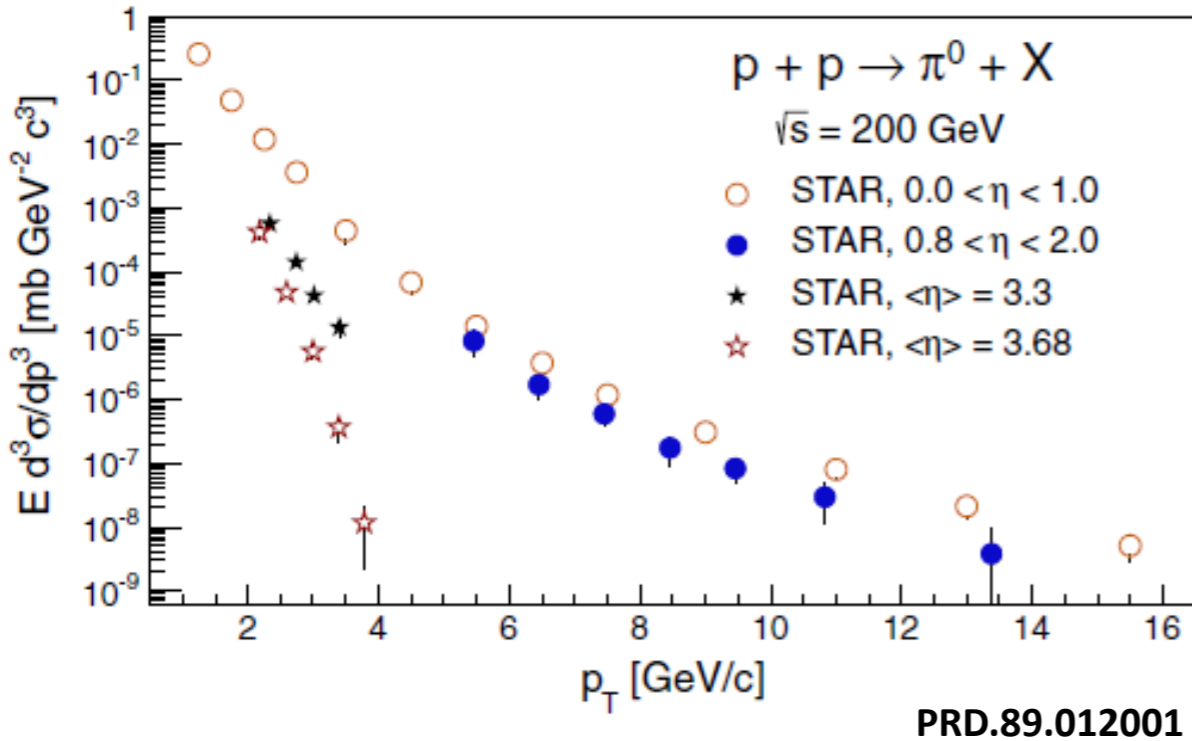 1
10⁻¹
10⁻²
10⁻³
10⁻⁴
10⁻⁵
10⁻⁶
10⁻⁷
10⁻⁸
10⁻⁹
E d³σ/dp³ [mb GeV⁻² c³]
p + p → π⁰ + X
√s = 200 GeV
STAR, 0.0 < η < 1.0
STAR, 0.8 < η < 2.0
STAR, <η> = 3.3
STAR, <η> = 3.68
2 4 6 8 10 12 14 16
p_T [GeV/c]
PRD.89.012001